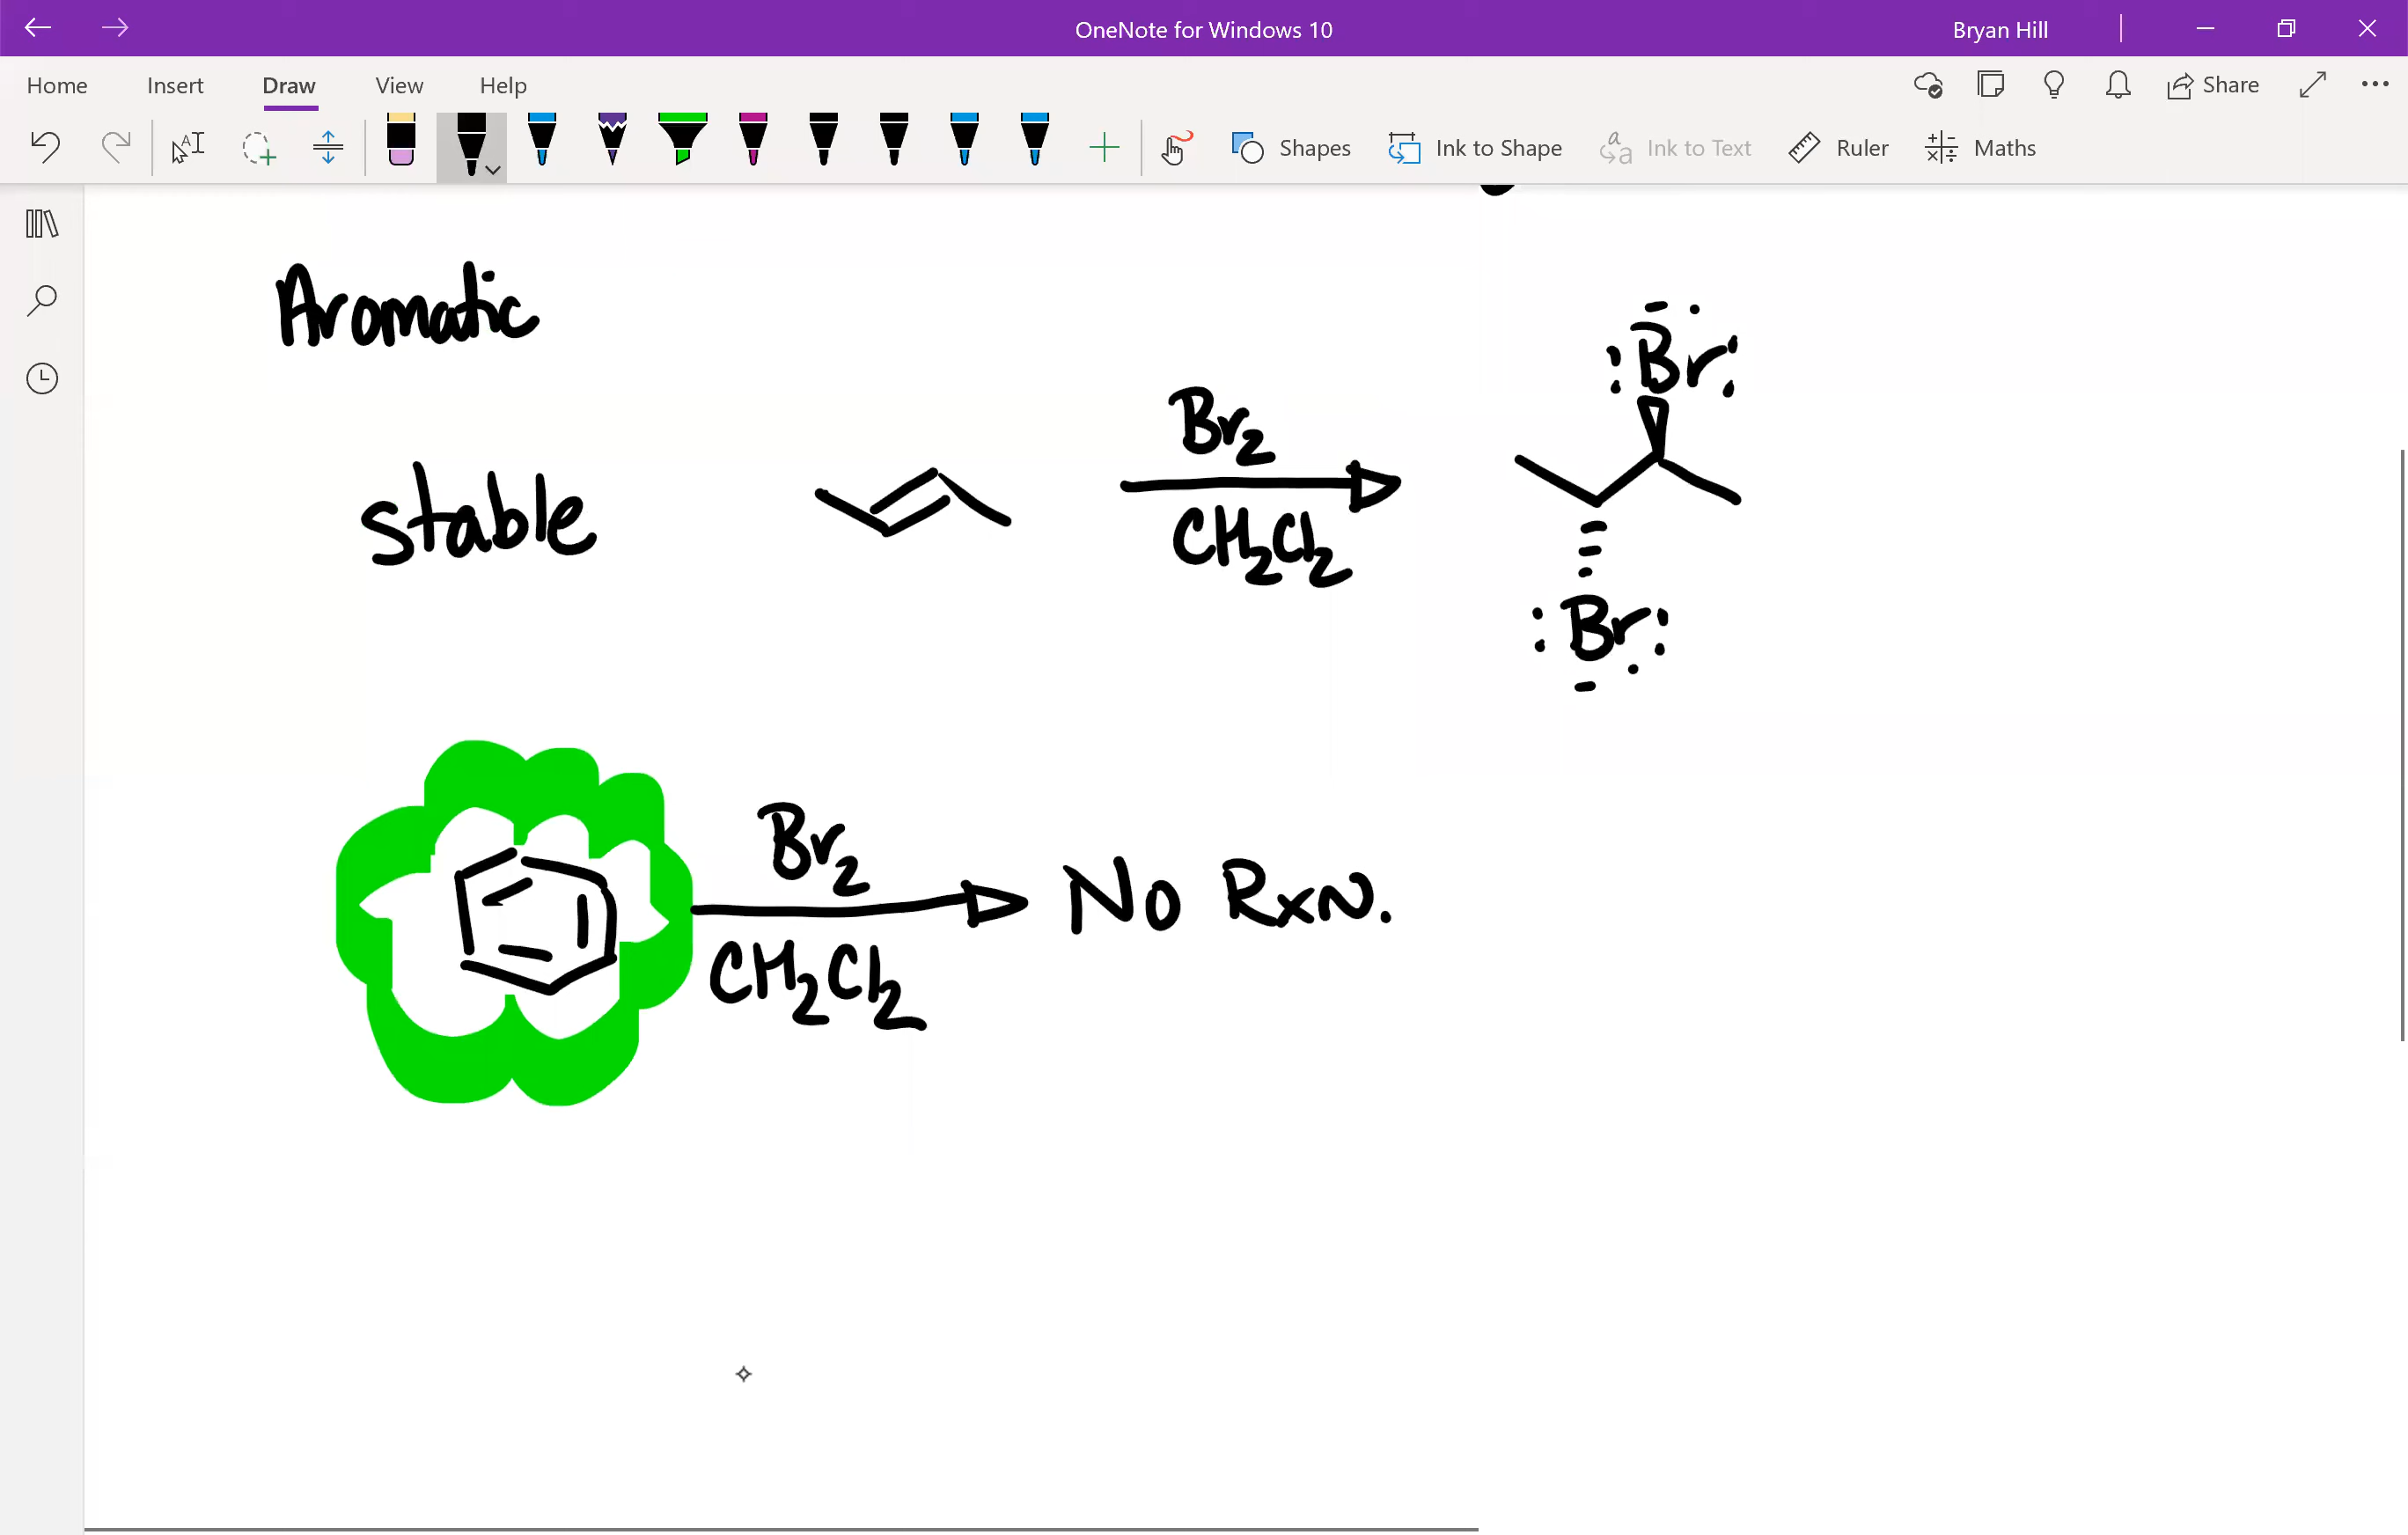 OneNote for Windows 10
Bryan Hill
Home Insert Draw View Help
Share
Shapes Ink to Shape Ink to Text Ruler Maths
Aromatic
:Br:
Br2
stable
CH2Cl2
:Br:
Br2
No Rxn.
CH2Cl2